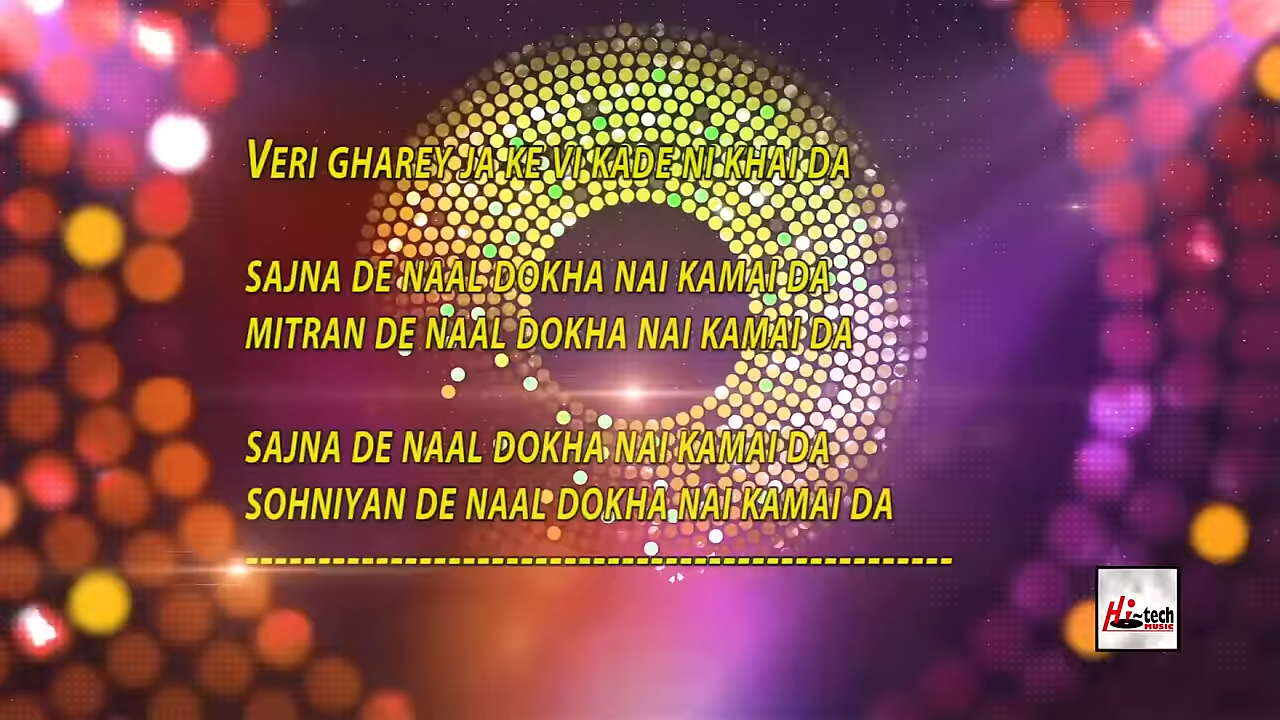 VERI GHAREY JA KE VI KADE NI KHAI DA
SAJNA DE NAAL DOKHA NAI KAMAI DA
MITRAN DE NAAL DOKHA NAI KAMAI DA
SAJNA DE NAAL DOKHA NAI KAMAI DA
SOHNIYAN DE NAAL DOKHA NAI KAMAI DA
Hi-tech
MUSIC